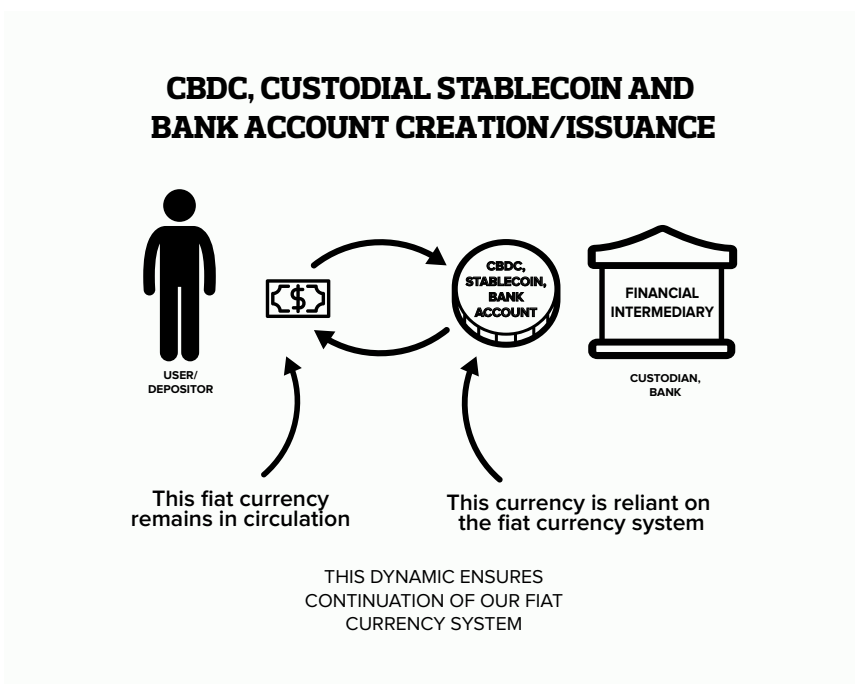 CBDC, CUSTODIAL STABLECOIN AND
BANK ACCOUNT CREATION/ISSUANCE
$
CBDC,
STABLECOIN,
BANK
ACCOUNT
FINANCIAL
INTERMEDIARY
USER/
DEPOSITOR
CUSTODIAN,
BANK
This fiat currency
remains in circulation
This currency is reliant on
the fiat currency system
THIS DYNAMIC ENSURES
CONTINUATION OF OUR FIAT
CURRENCY SYSTEM